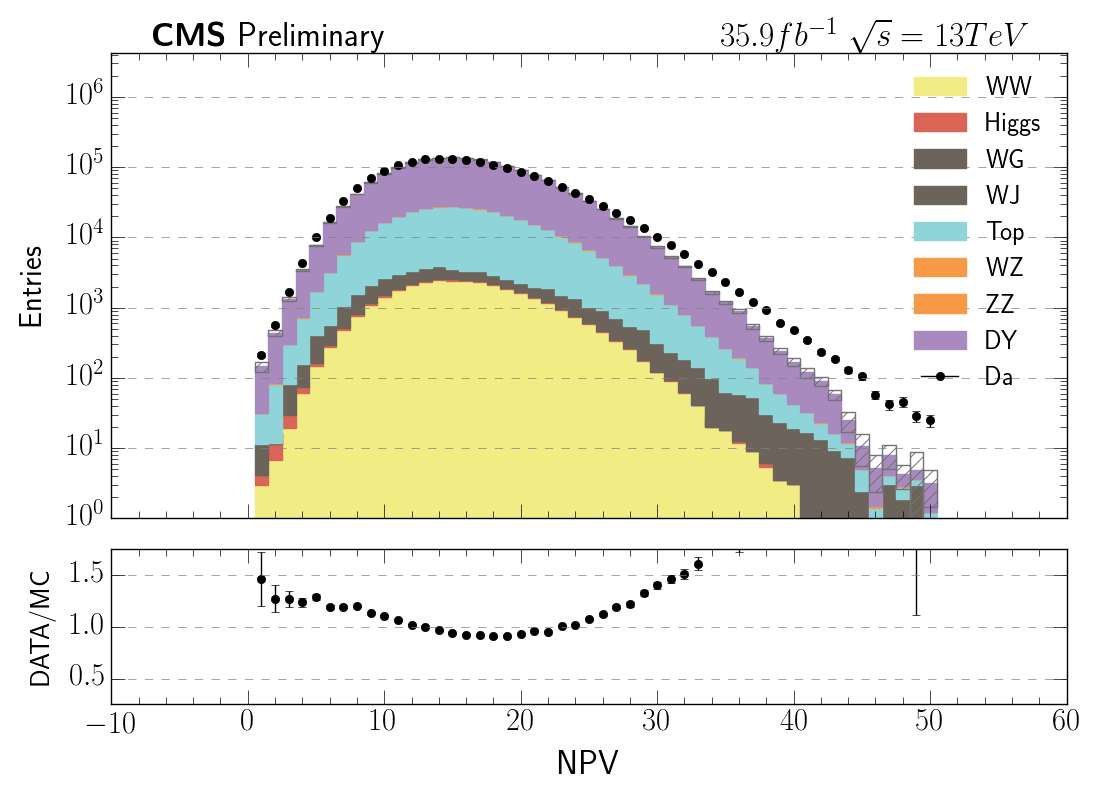 CMS Preliminary 35.9fb⁻¹ √s = 13TeV
Entries
10⁶
10⁵
10⁴
10³
10²
10¹
10⁰
WW
Higgs
WG
WJ
Top
WZ
ZZ
DY
Da
DATA/MC
1.5
1.0
0.5
−10 0 10 20 30 40 50 60
NPV